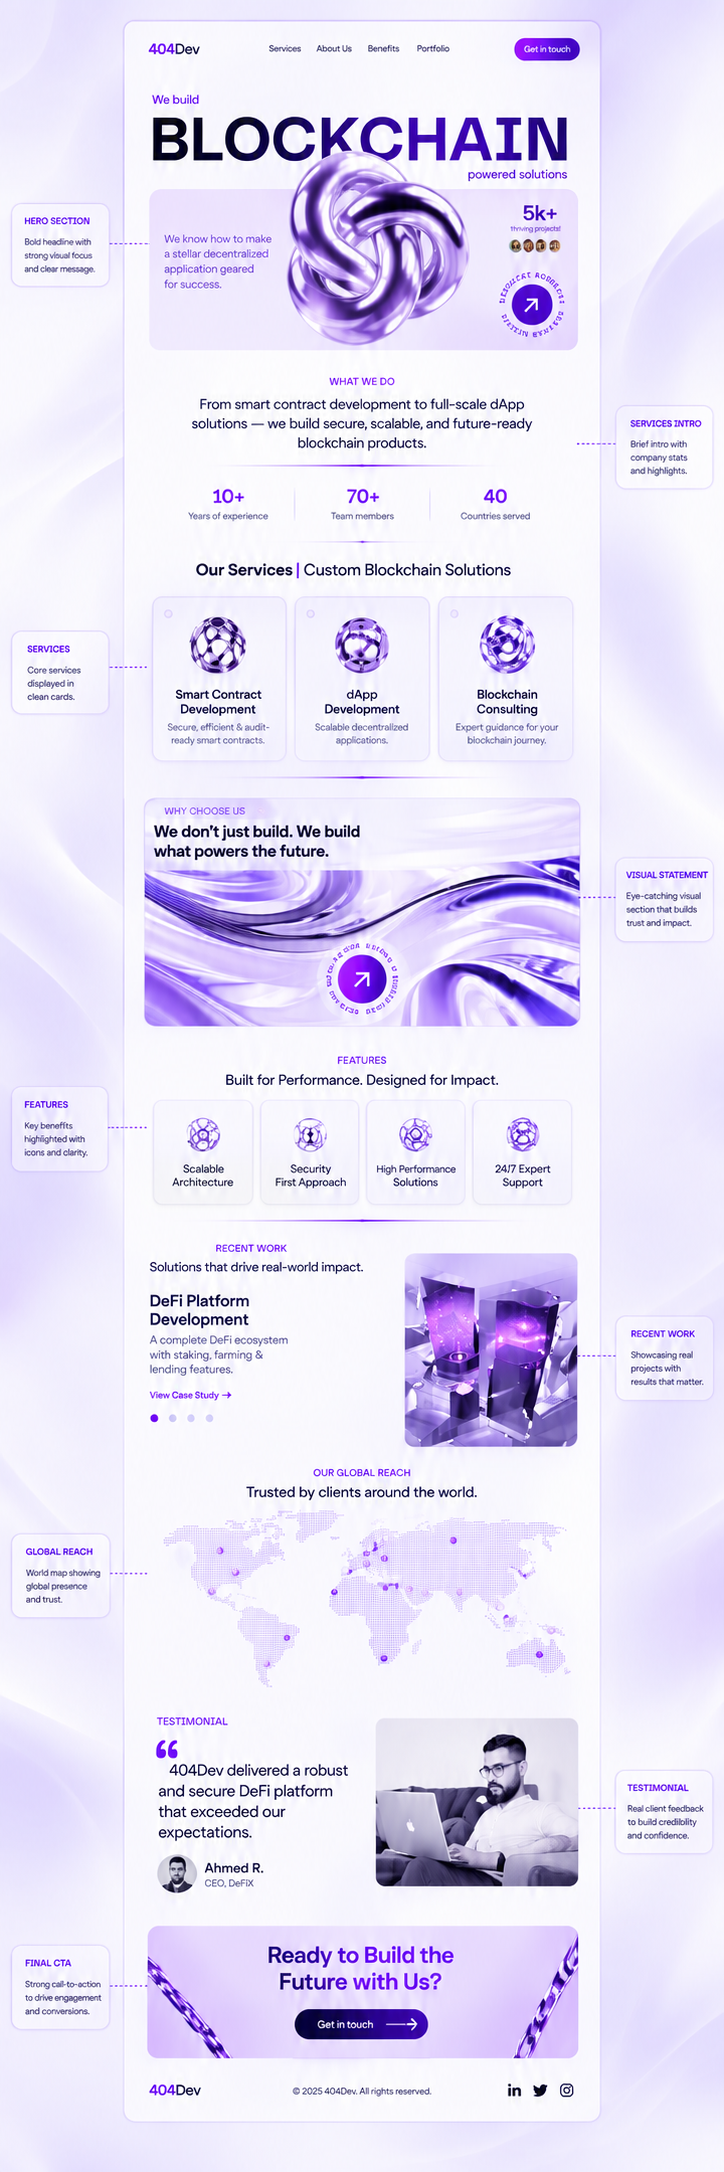 404Dev
Services
About Us
Benefits
Portfolio
Get in touch
We build
BLOCKCHAIN
powered solutions
HERO SECTION
Bold headline with
strong visual focus
and clear message.
We know how to make
a stellar decentralized
application geared
for success.
5k+
thriving projects!
WHAT WE DO
From smart contract development to full-scale dApp
solutions — we build secure, scalable, and future-ready
blockchain products.
SERVICES INTRO
Brief intro with
company stats
and highlights.
10+
Years of experience
70+
Team members
40
Countries served
Our Services | Custom Blockchain Solutions
SERVICES
Core services
displayed in
clean cards.
Smart Contract
Development
Secure, efficient & audit-
ready smart contracts.
dApp
Development
Scalable decentralized
applications.
Blockchain
Consulting
Expert guidance for your
blockchain journey.
WHY CHOOSE US
We don't just build. We build
what powers the future.
VISUAL STATEMENT
Eye-catching visual
section that builds
trust and impact.
FEATURES
Built for Performance. Designed for Impact.
FEATURES
Key benefits
highlighted with
icons and clarity.
Scalable
Architecture
Security
First Approach
High Performance
Solutions
24/7 Expert
Support
RECENT WORK
Solutions that drive real-world impact.
DeFi Platform
Development
A complete DeFi ecosystem
with staking, farming &
lending features.
View Case Study →
RECENT WORK
Showcasing real
projects with
results that matter.
OUR GLOBAL REACH
Trusted by clients around the world.
GLOBAL REACH
World map showing
global presence
and trust.
TESTIMONIAL
“
404Dev delivered a robust
and secure DeFi platform
that exceeded our
expectations.
Ahmed R.
CEO, DeFiX
TESTIMONIAL
Real client feedback
to build credibility
and confidence.
FINAL CTA
Strong call-to-action
to drive engagement
and conversions.
Ready to Build the
Future with Us?
Get in touch →
404Dev
© 2025 404Dev. All rights reserved.
in